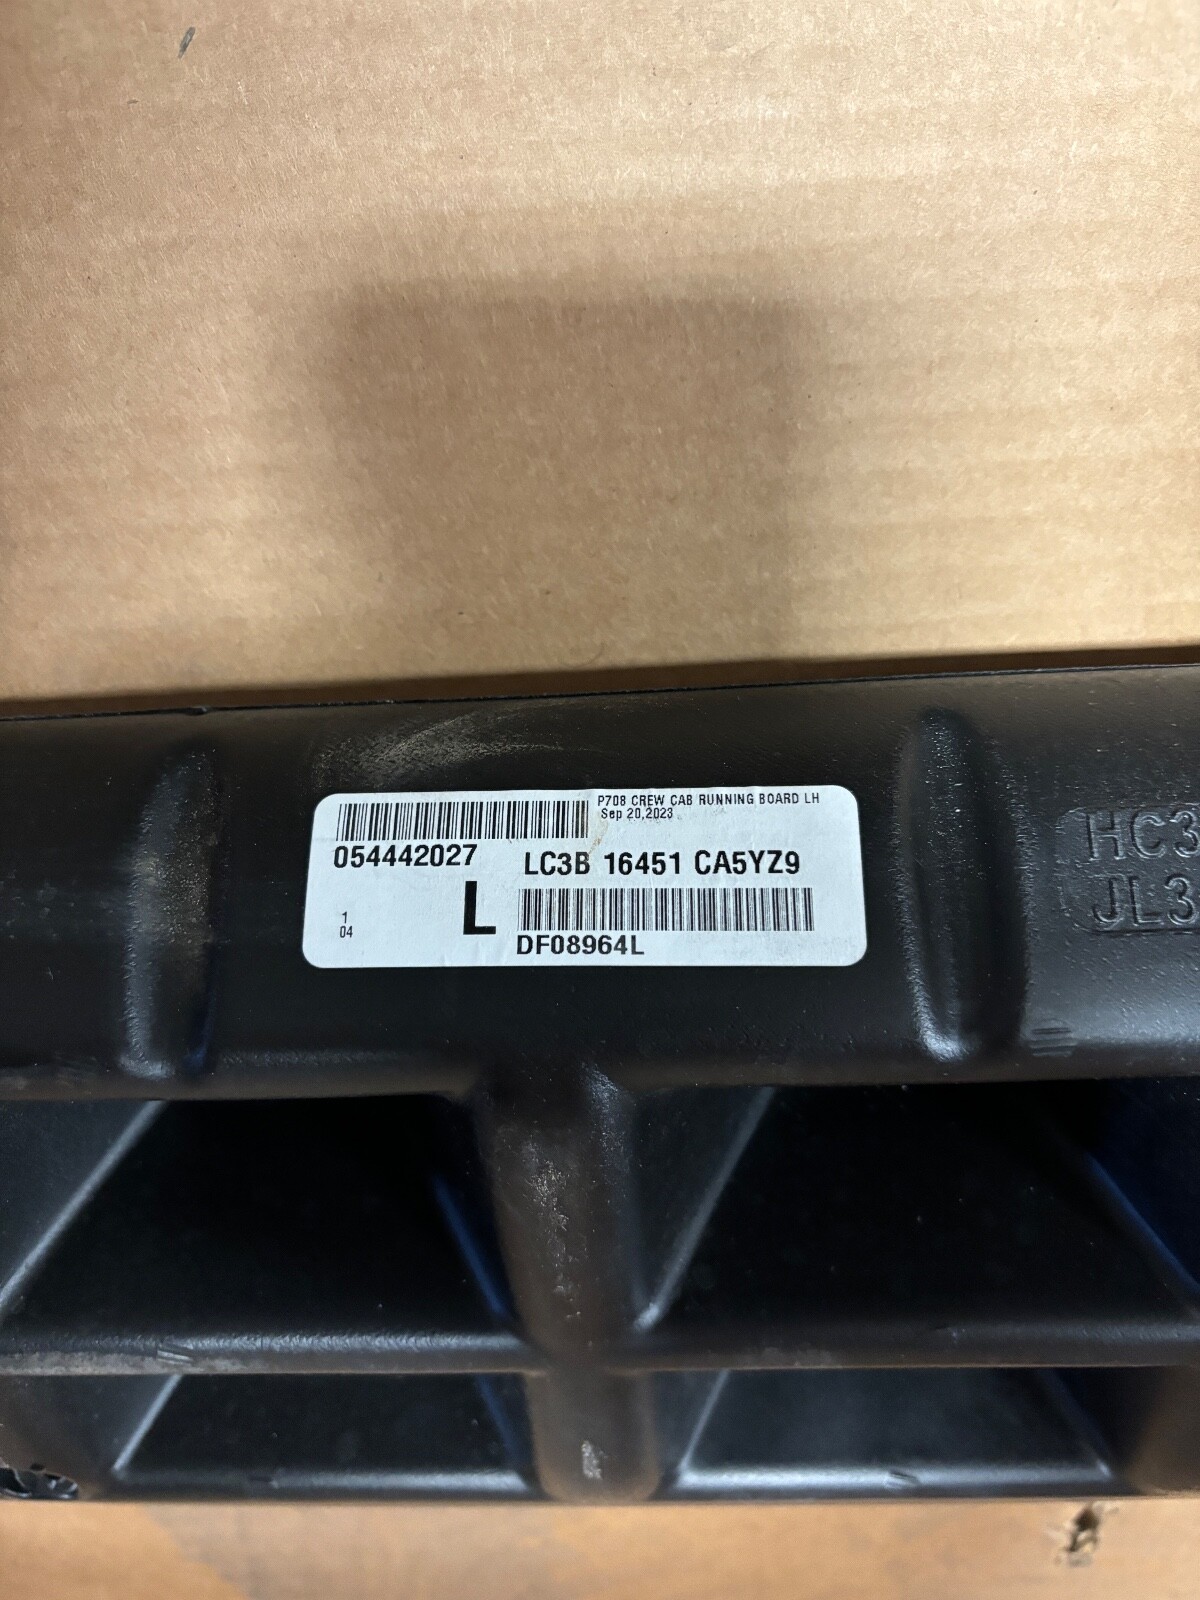 P708 CREW CAB RUNNING BOARD LH
Sep 20,2023
054442027
LC3B 16451 CA5YZ9
1
04
L
DF08964L
HC3
JL3